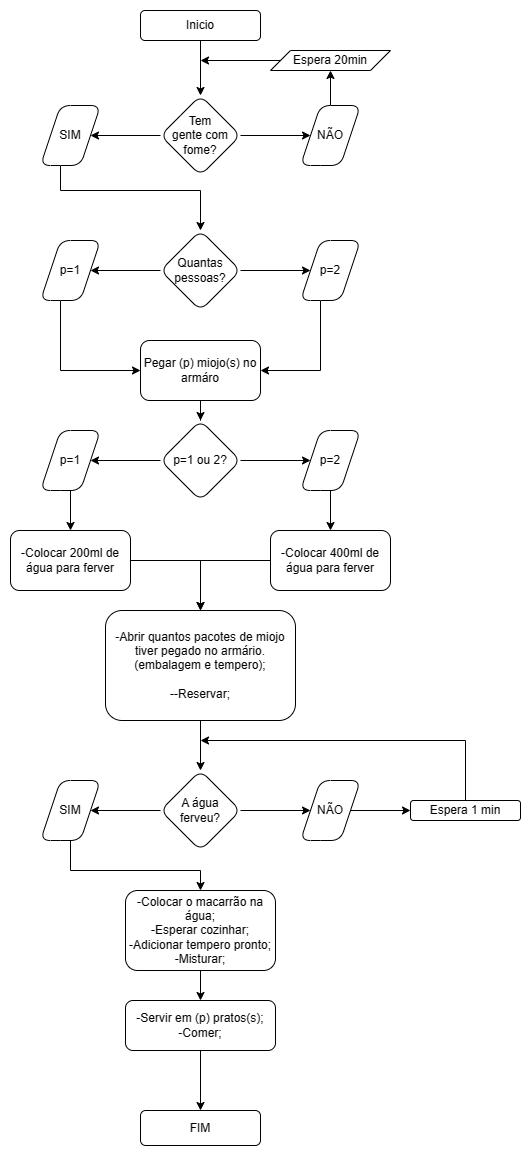 Inicio
Espera 20min
Tem
gente com
fome?
SIM
NÃO
Quantas
pessoas?
p=1
p=2
Pegar (p) miojo(s) no
armáro
p=1 ou 2?
p=1
p=2
-Colocar 200ml de
água para ferver
-Colocar 400ml de
água para ferver
-Abrir quantos pacotes de miojo
tiver pegado no armário.
(embalagem e tempero);
--Reservar;
A água
ferveu?
SIM
NÃO
Espera 1 min
-Colocar o macarrão na
água;
-Esperar cozinhar;
-Adicionar tempero pronto;
-Misturar;
-Servir em (p) pratos(s);
-Comer;
FIM